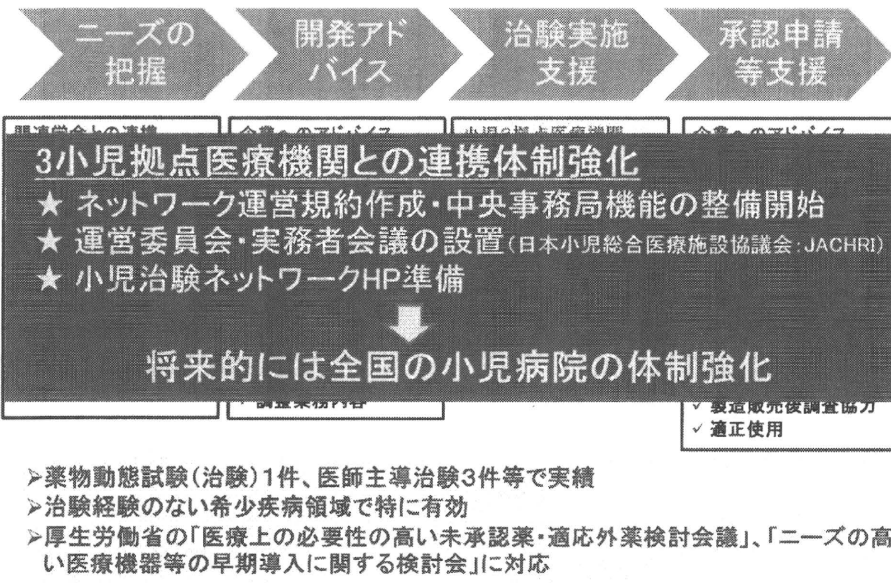 ニーズの
把握
開発アド
バイス
治験実施
支援
承認申請
等支援
3小児拠点医療機関との連携体制強化
★ ネットワーク運営規約作成・中央事務局機能の整備開始
★ 運営委員会・実務者会議の設置(日本小児総合医療施設協議会:JACHRI)
★ 小児治験ネットワークHP準備
将来的には全国の小児病院の体制強化
✓ 製造販売後調査協力
✓ 適正使用
➢薬物動態試験(治験)1件、医師主導治験3件等で実績
➢治験経験のない希少疾病領域で特に有効
➢厚生労働省の「医療上の必要性の高い未承認薬・適応外薬検討会議」、「ニーズの高
い医療機器等の早期導入に関する検討会」に対応